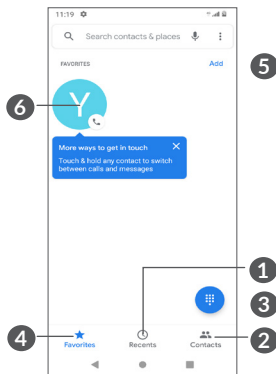 11:19
Search contacts & places
FAVORITES
Add
5
6
Y
More ways to get in touch
Touch & hold any contact to switch
between calls and messages
1
3
4
Favorites
Recents
Contacts
2